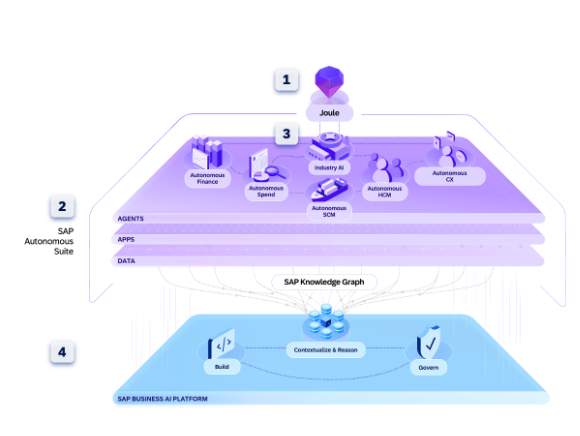 1
Joule
3
Industry AI
Autonomous
Finance
Autonomous
Spend
Autonomous
SCM
Autonomous
HCM
Autonomous
CX
2
SAP
Autonomous
Suite
AGENTS
APPS
DATA
SAP Knowledge Graph
4
Build
</>
Contextualize & Reason
Govern
SAP BUSINESS AI PLATFORM